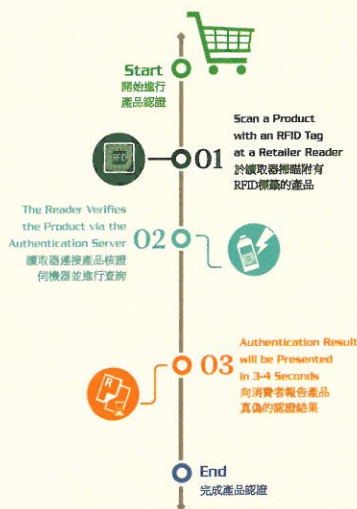 Start
開始進行
產品認證
01
Scan a Product
with an RFID Tag
at a Retailer Reader
於讀取器掃瞄附有
RFID標籤的產品
The Reader Verifies
the Product via the
Authentication Server
02
讀取器連接產品核證
伺機器並進行查詢
03
Authentication Result
will be Presented
in 3-4 Seconds
向消費者報告產品
真偽的認證結果
End
完成產品認證